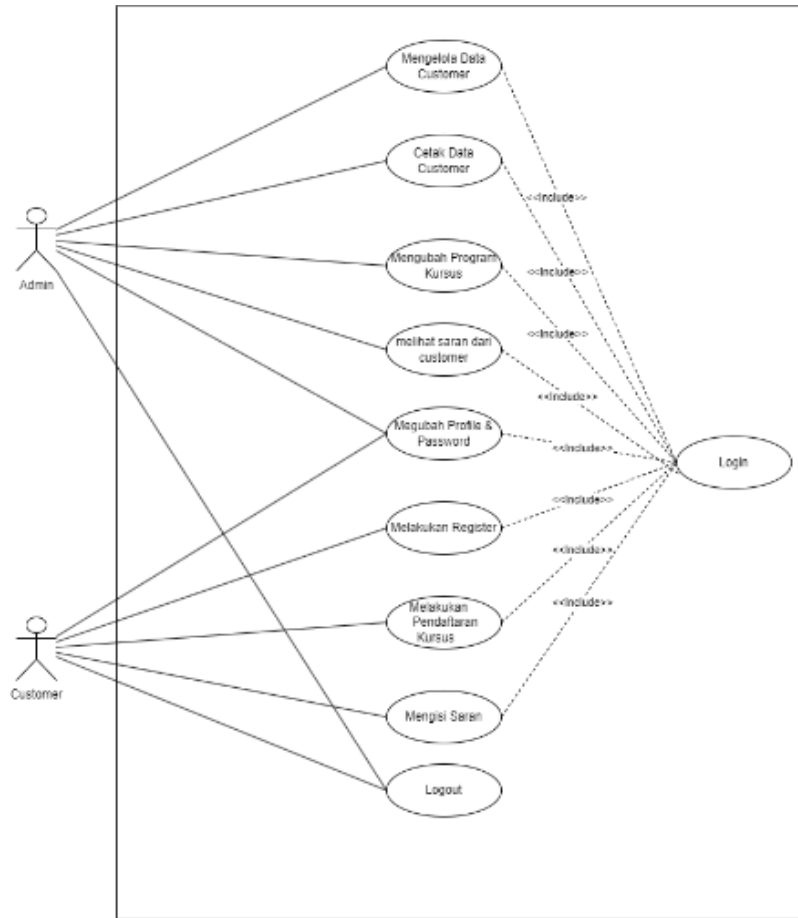 Mengelola Data
Customer
Cetak Data
Customer
<<Include>>
Admin
Mengubah Program
Kursus
<<Include>>
melihat saran dari
customer
<<Include>>
<<Include>>
Megubah Profile &
Password
<<Include>>
Login
Melakukan Register
<<Include>>
<<Include>>
Melakukan
Pendaftaran
Kursus
<<Include>>
Customer
Mengisi Saran
Logout